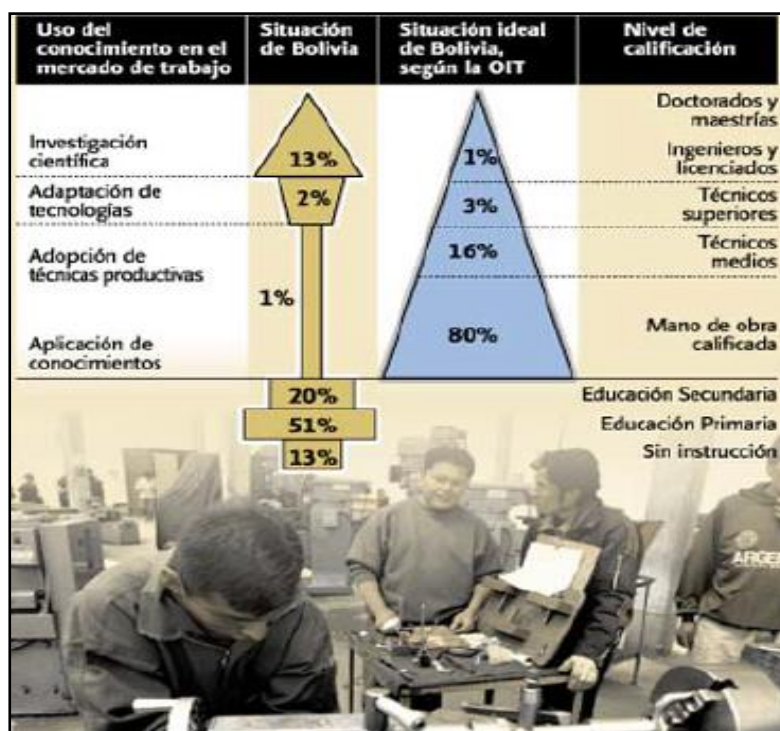 Uso del
conocimiento en el
mercado de trabajo
Situación
de Bolivia
Situación ideal
de Bolivia,
según la OIT
Nivel de
calificación
Investigación
científica
13%
1%
Doctorados y
maestrías
Ingenieros y
licenciados
Adaptación de
tecnologías
2%
3%
Técnicos
superiores
Adopción de
técnicas productivas
1%
16%
Técnicos
medios
Aplicación de
conocimientos
80%
Mano de obra
calificada
20%
Educación Secundaria
51%
Educación Primaria
13%
Sin instrucción